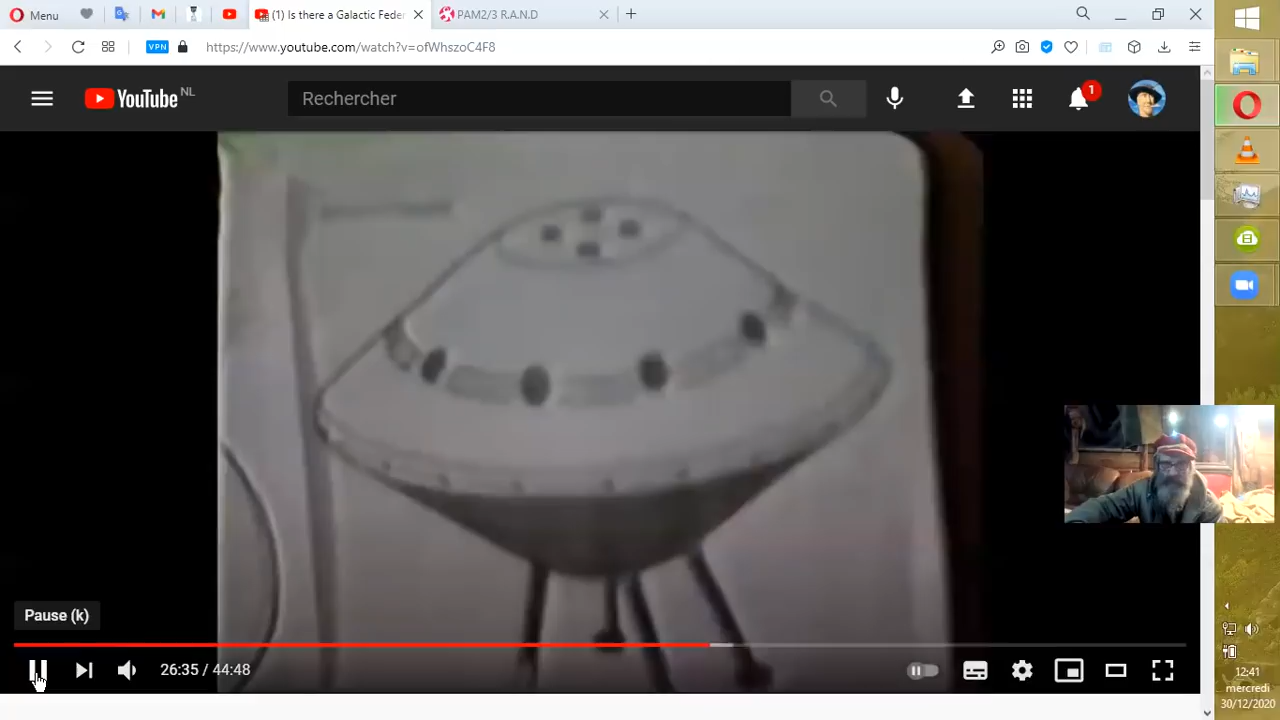 Menu
(1) Is there a Galactic Feder
PAM2/3 R.A.N.D
VPN
https://www.youtube.com/watch?v=ofWhszoC4F8
YouTube NL
Rechercher
1
Pause (k)
26:35 / 44:48
12:41
mercredi
30/12/2020